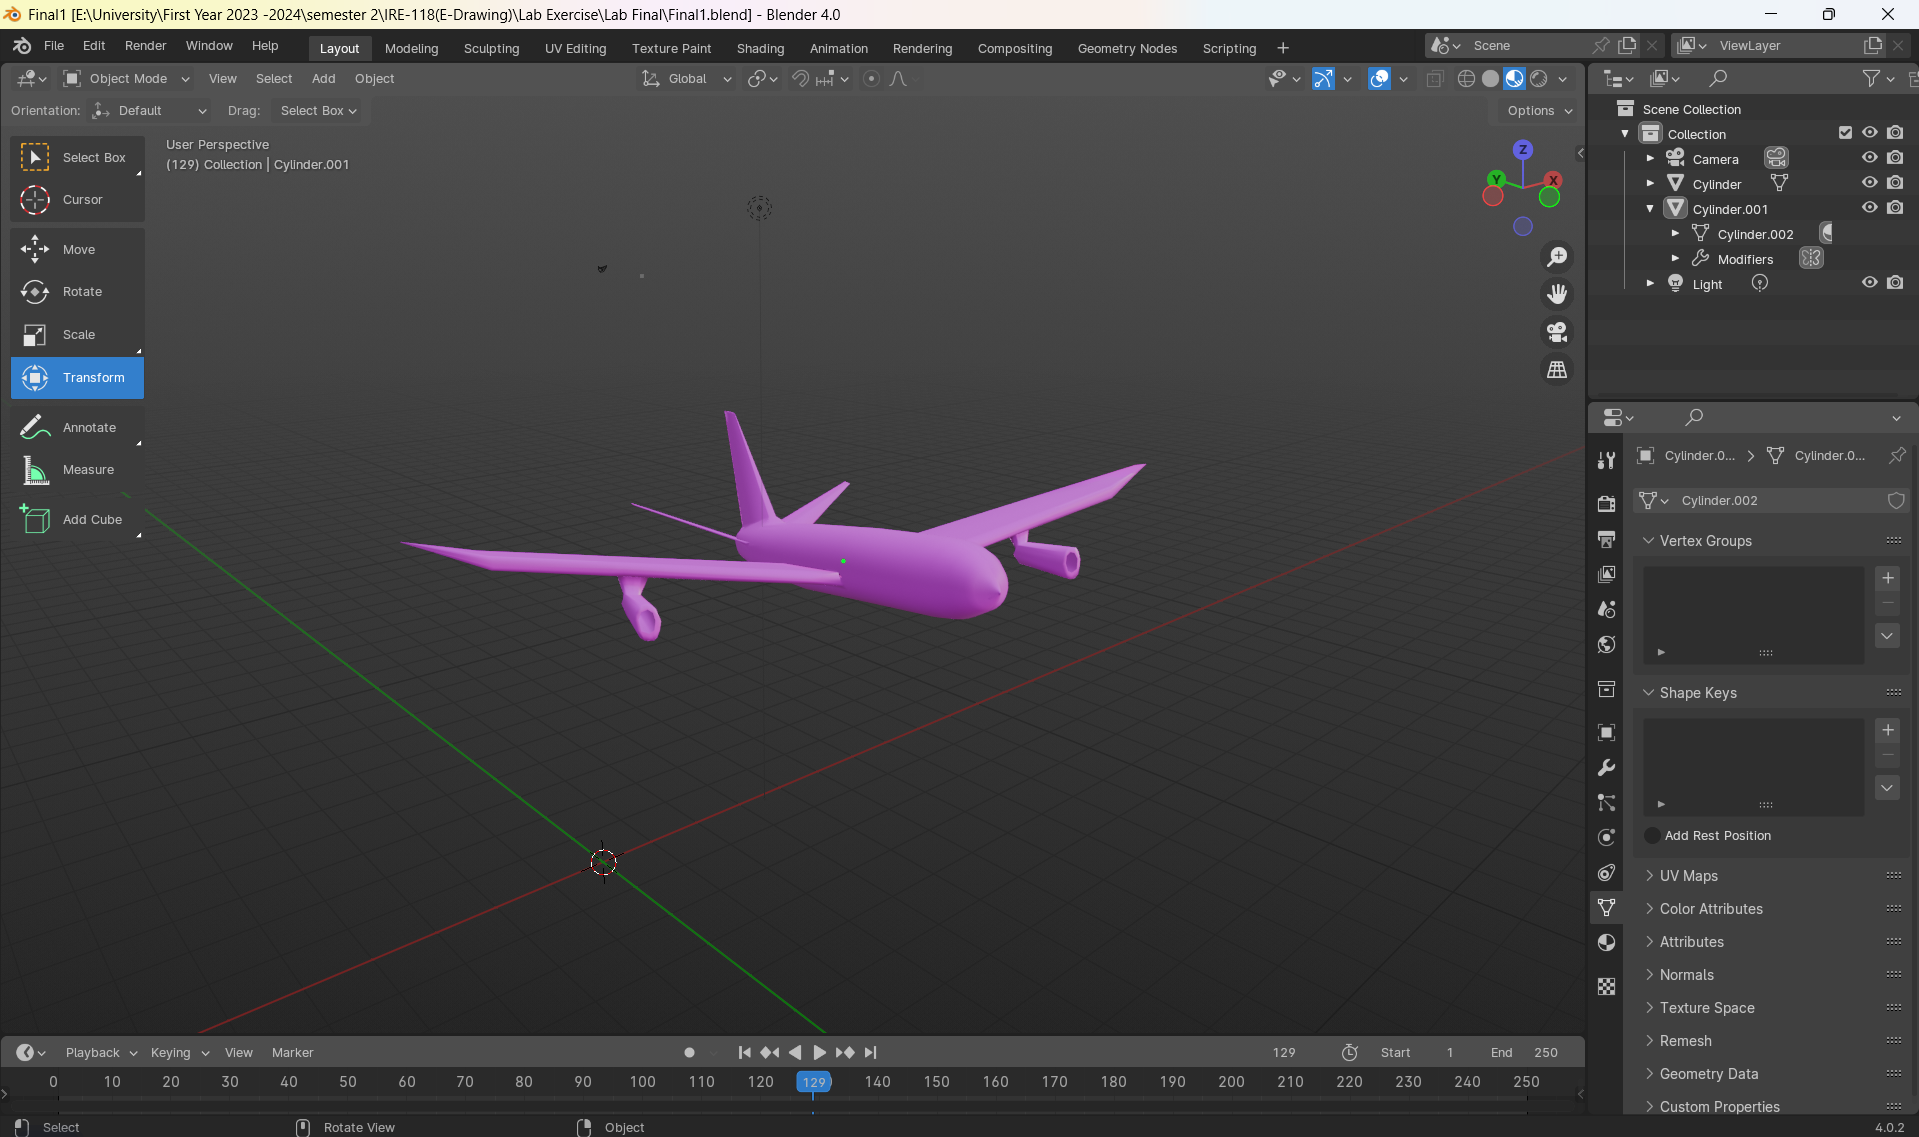 Final1 [E:\University\First Year 2023 -2024\semester 2\IRE-118(E-Drawing)\Lab Exercise\Lab Final\Final1.blend] - Blender 4.0
File Edit Render Window Help Layout Modeling Sculpting UV Editing Texture Paint Shading Animation Rendering Compositing Geometry Nodes Scripting + Scene ViewLayer
Object Mode View Select Add Object Global
Orientation: Default Drag: Select Box Options
User Perspective
(129) Collection | Cylinder.001
Select Box
Cursor
Move
Rotate
Scale
Transform
Annotate
Measure
Add Cube
Z
Y
X
Scene Collection
Collection
Camera
Cylinder
Cylinder.001
Cylinder.002
Modifiers
Light
Cylinder.0... Cylinder.0...
Cylinder.002
Vertex Groups
Shape Keys
Add Rest Position
UV Maps
Color Attributes
Attributes
Normals
Texture Space
Remesh
Geometry Data
Custom Properties
Playback Keying View Marker 129 Start 1 End 250
0 10 20 30 40 50 60 70 80 90 100 110 120 129 140 150 160 170 180 190 200 210 220 230 240 250
Select Rotate View Object 4.0.2